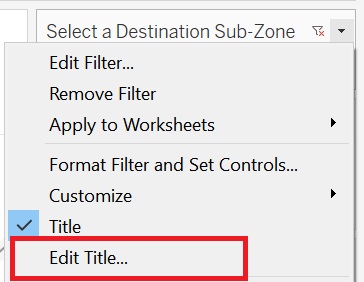 Select a Destination Sub-Zone
Edit Filter...
Remove Filter
Apply to Worksheets
Format Filter and Set Controls...
Customize
Title
Edit Title...